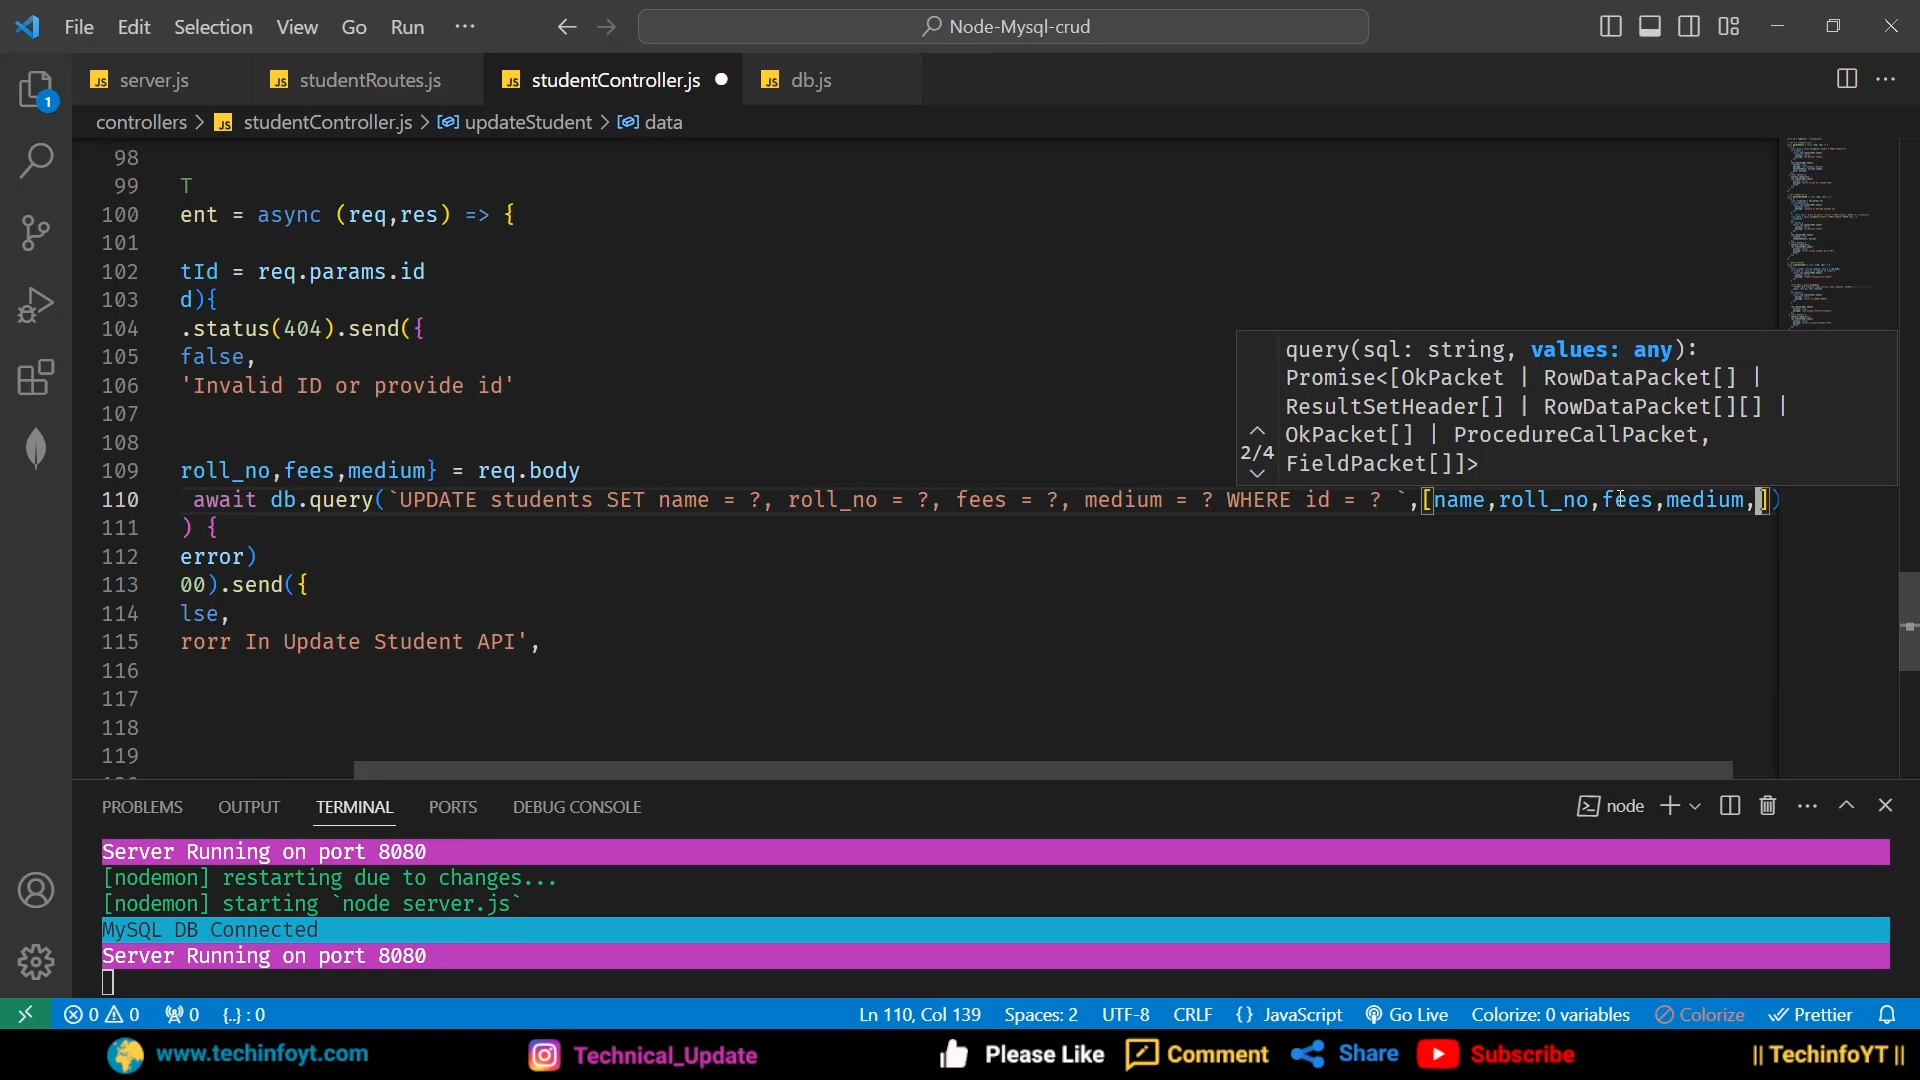 File Edit Selection View Go Run ··· Node-Mysql-crud
JS server.js JS studentRoutes.js JS studentController.js JS db.js
controllers > JS studentController.js > updateStudent > data
1
98
99 T
100 ent = async (req,res) => {
101
102 tId = req.params.id
103 d){
104 .status(404).send({
105 false,
106 'Invalid ID or provide id'
107
108
109 roll_no,fees,medium} = req.body
110 await db.query(`UPDATE students SET name = ?, roll_no = ?, fees = ?, medium = ? WHERE id = ? `,[name,roll_no,fees,medium,])
111 ) {
112 error)
113 00).send({
114 lse,
115 rorr In Update Student API',
116
117
118
119
query(sql: string, values: any):
Promise<[OkPacket | RowDataPacket[] |
ResultSetHeader[] | RowDataPacket[][] |
2/4 OkPacket[] | ProcedureCallPacket,
FieldPacket[]]>
PROBLEMS OUTPUT TERMINAL PORTS DEBUG CONSOLE node
Server Running on port 8080
[nodemon] restarting due to changes...
[nodemon] starting `node server.js`
MySQL DB Connected
Server Running on port 8080
0 0 0 {..} : 0 Ln 110, Col 139 Spaces: 2 UTF-8 CRLF {} JavaScript Go Live Colorize: 0 variables Colorize Prettier
www.techinfoyt.com Technical_Update Please Like Comment Share Subscribe || TechinfoYT ||